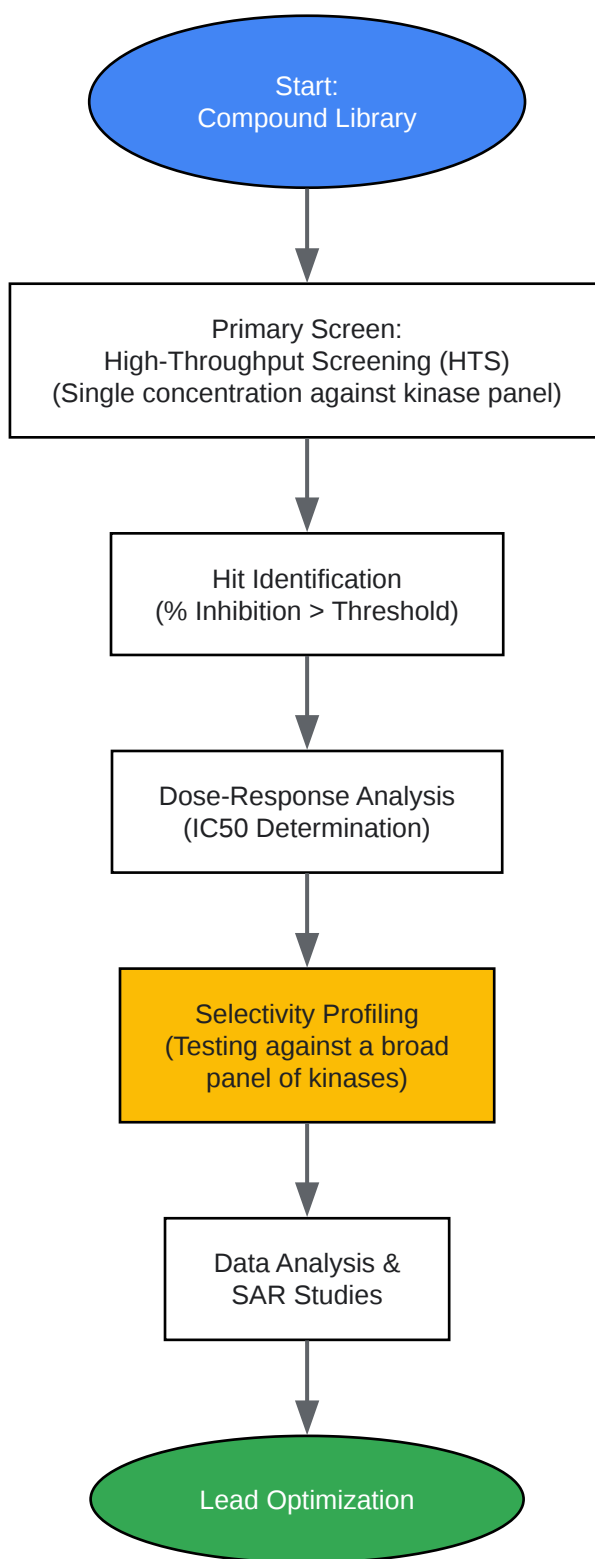 Start:
Compound Library
Primary Screen:
High-Throughput Screening (HTS)
(Single concentration against kinase panel)
Hit Identification
(% Inhibition > Threshold)
Dose-Response Analysis
(IC50 Determination)
Selectivity Profiling
(Testing against a broad
panel of kinases)
Data Analysis &
SAR Studies
Lead Optimization